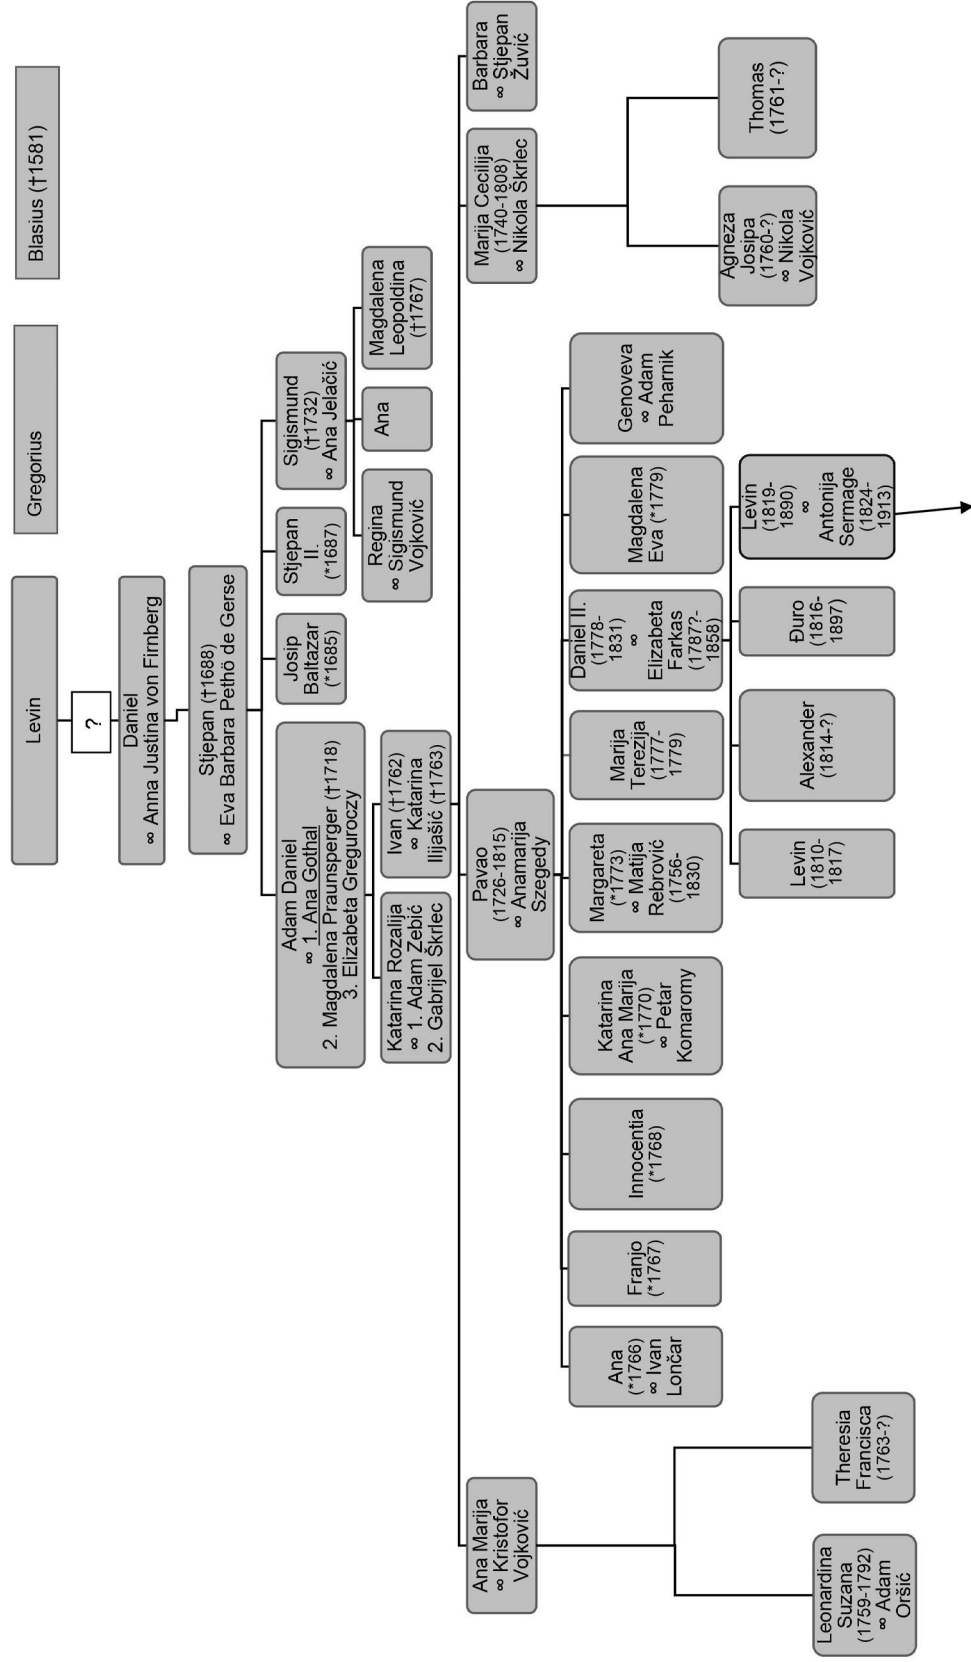 Levin
Gregorius
Blasius (†1581)
?
Daniel
∞ Anna Justina von Firnberg
Stjepan (†1688)
∞ Eva Barbara Pethö de Gerse
Adam Daniel
∞ 1. Ana Gothal
2. Magdalena Praunsperger (†1718)
3. Elizabeta Greguroczy
Josip
Baltazar
(*1685)
Stjepan
II.
(*1687)
Sigismund
(†1732)
∞ Ana Jelačić
Katarina Rozalija
∞ 1. Adam Zebić
2. Gabrijel Škrlec
Ivan (†1762)
∞ Katarina
Ilijašić (†1763)
Regina
∞ Sigismund
Vojković
Ana
Magdalena
Leopoldina
(†1767)
Ana Marija
∞ Kristofor
Vojković
Pavao
(1726-1815)
∞ Anamarija
Szegedy
Marija Cecilija
(1740-1808)
∞ Nikola Škrlec
Barbara
∞ Stjepan
Žuvić
Ana
(*1766)
∞ Ivan
Lončar
Franjo
(*1767)
Innocentia
(*1768)
Katarina
Ana Marija
(*1770)
∞ Petar
Komaromy
Margareta
(*1773)
∞ Matija
Rebrović
(1756-
1830)
Marija
Terezija
(1777-
1779)
Daniel II.
(1778-
1831)
∞
Elizabeta
Farkas
(1787?-
1858)
Magdalena
Eva (*1779)
Genoveva
∞ Adam
Peharnik
Leonardina
Suzana
(1759-1792)
∞ Adam
Oršić
Theresia
Francisca
(1763-?)
Levin
(1810-
1817)
Alexander
(1814-?)
Đuro
(1816-
1897)
Levin
(1819-
1890)
∞
Antonija
Sermage
(1824-
1913)
Agneza
Josipa
(1760-?)
∞ Nikola
Vojković
Thomas
(1761-?)